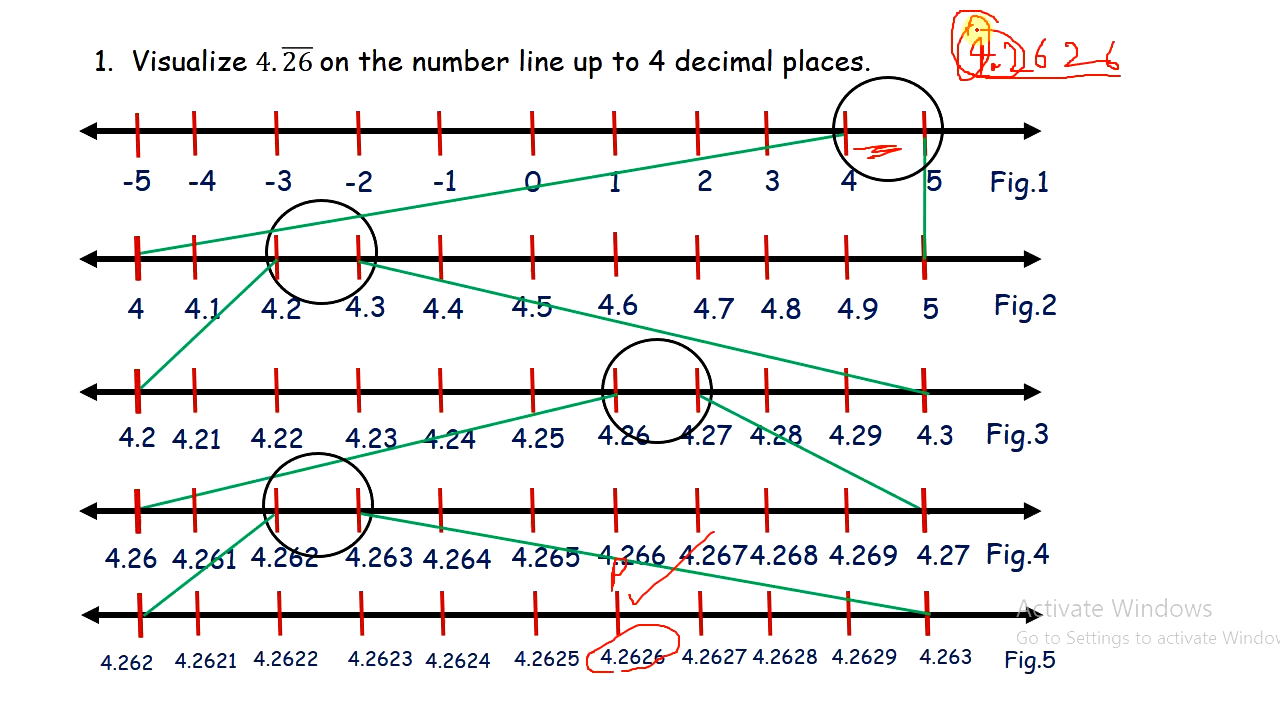 1. Visualize 4.2̅6̅ on the number line up to 4 decimal places.
4.2626
-5 -4 -3 -2 -1 0 1 2 3 4 5 Fig.1
4 4.1 4.2 4.3 4.4 4.5 4.6 4.7 4.8 4.9 5 Fig.2
4.2 4.21 4.22 4.23 4.24 4.25 4.26 4.27 4.28 4.29 4.3 Fig.3
4.26 4.261 4.262 4.263 4.264 4.265 4.266 4.267 4.268 4.269 4.27 Fig.4
P
4.262 4.2621 4.2622 4.2623 4.2624 4.2625 4.2626 4.2627 4.2628 4.2629 4.263 Fig.5
Activate Windows
Go to Settings to activate Windo